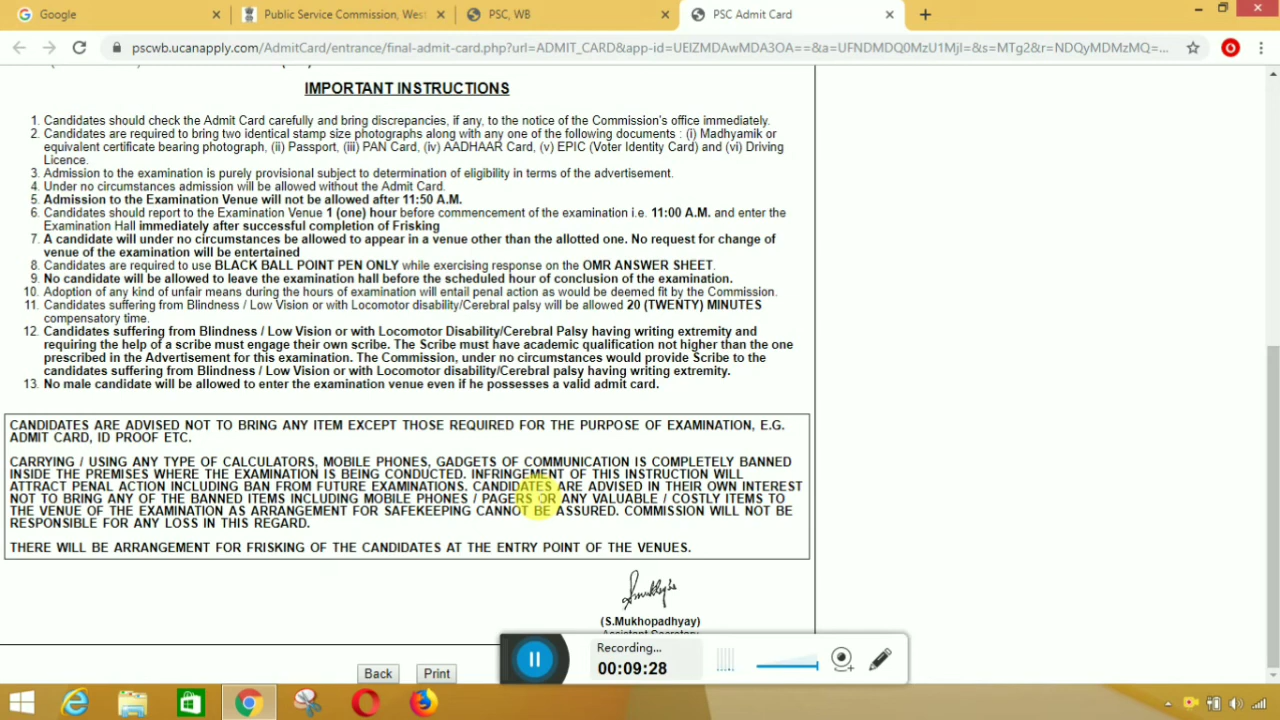 Google
Public Service Commission, Wes
PSC, WB
PSC Admit Card
pscwb.ucanapply.com/AdmitCard/entrance/final-admit-card.php?url=ADMIT_CARD&app-id=UElZMDAwMDA3OA==&a=UFNDMDQ0MzU1MjI=&s=MTg2&r=NDQyMDMzMQ=...
IMPORTANT INSTRUCTIONS
1. Candidates should check the Admit Card carefully and bring discrepancies, if any, to the notice of the Commission's office immediately.
2. Candidates are required to bring two identical stamp size photographs along with any one of the following documents : (i) Madhyamik or
equivalent certificate bearing photograph, (ii) Passport, (iii) PAN Card, (iv) AADHAAR Card, (v) EPIC (Voter Identity Card) and (vi) Driving
Licence.
3. Admission to the examination is purely provisional subject to determination of eligibility in terms of the advertisement.
4. Under no circumstances admission will be allowed without the Admit Card.
5. Admission to the Examination Venue will not be allowed after 11:50 A.M.
6. Candidates should report to the Examination Venue 1 (one) hour before commencement of the examination i.e. 11:00 A.M. and enter the
Examination Hall immediately after successful completion of Frisking
7. A candidate will under no circumstances be allowed to appear in a venue other than the allotted one. No request for change of
venue of the examination will be entertained
8. Candidates are required to use BLACK BALL POINT PEN ONLY while exercising response on the OMR ANSWER SHEET.
9. No candidate will be allowed to leave the examination hall before the scheduled hour of conclusion of the examination.
10. Adoption of any kind of unfair means during the hours of examination will entail penal action as would be deemed fit by the Commission.
11. Candidates suffering from Blindness / Low Vision or with Locomotor disability/Cerebral palsy will be allowed 20 (TWENTY) MINUTES
compensatory time.
12. Candidates suffering from Blindness / Low Vision or with Locomotor Disability/Cerebral Palsy having writing extremity and
requiring the help of a scribe must engage their own scribe. The Scribe must have academic qualification not higher than the one
prescribed in the Advertisement for this examination. The Commission, under no circumstances would provide Scribe to the
candidates suffering from Blindness / Low Vision or with Locomotor disability/Cerebral palsy having writing extremity.
13. No male candidate will be allowed to enter the examination venue even if he possesses a valid admit card.
CANDIDATES ARE ADVISED NOT TO BRING ANY ITEM EXCEPT THOSE REQUIRED FOR THE PURPOSE OF EXAMINATION, E.G.
ADMIT CARD, ID PROOF ETC.
CARRYING / USING ANY TYPE OF CALCULATORS, MOBILE PHONES, GADGETS OF COMMUNICATION IS COMPLETELY BANNED
INSIDE THE PREMISES WHERE THE EXAMINATION IS BEING CONDUCTED. INFRINGEMENT OF THIS INSTRUCTION WILL
ATTRACT PENAL ACTION INCLUDING BAN FROM FUTURE EXAMINATIONS. CANDIDATES ARE ADVISED IN THEIR OWN INTEREST
NOT TO BRING ANY OF THE BANNED ITEMS INCLUDING MOBILE PHONES / PAGERS OR ANY VALUABLE / COSTLY ITEMS TO
THE VENUE OF THE EXAMINATION AS ARRANGEMENT FOR SAFEKEEPING CANNOT BE ASSURED. COMMISSION WILL NOT BE
RESPONSIBLE FOR ANY LOSS IN THIS REGARD.
THERE WILL BE ARRANGEMENT FOR FRISKING OF THE CANDIDATES AT THE ENTRY POINT OF THE VENUES.
(S.Mukhopadhyay)
Assistant Secretary
Recording...
00:09:28
Back
Print